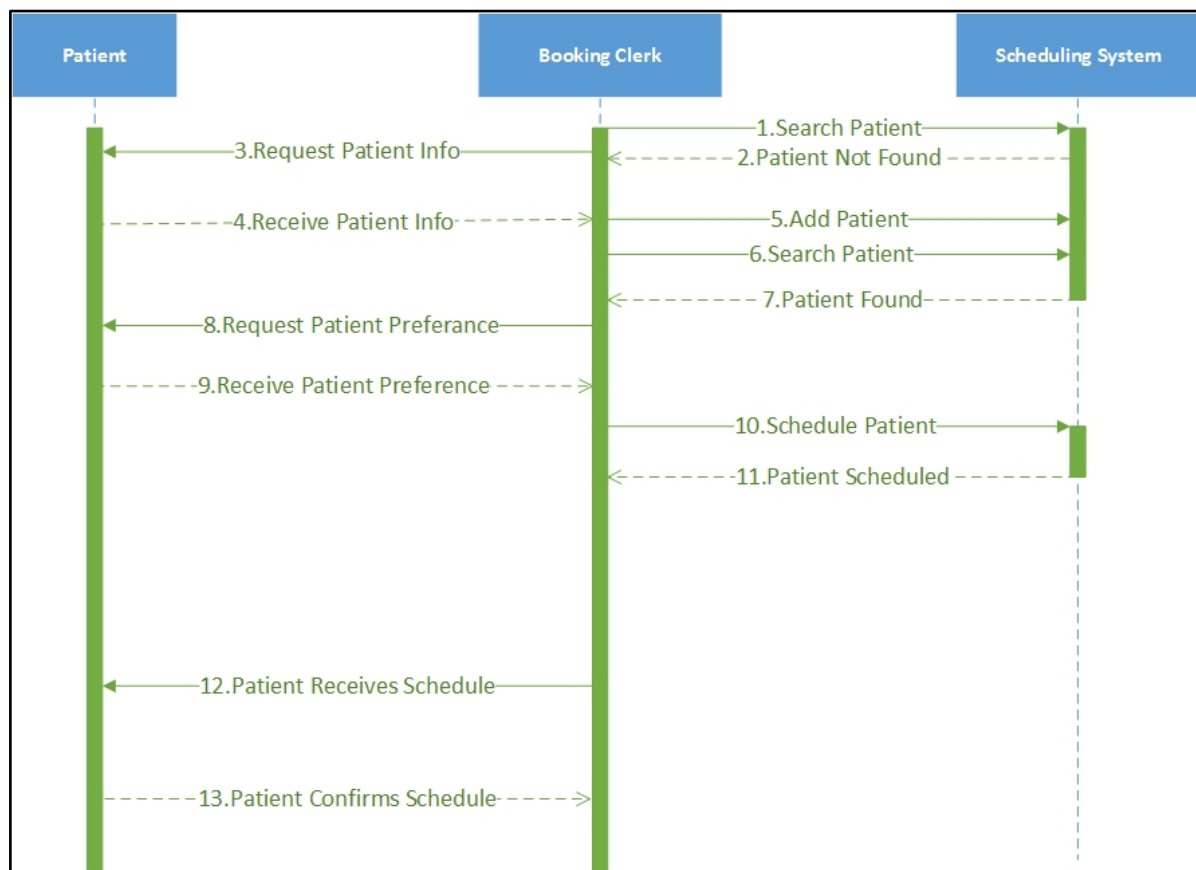 Patient
Booking Clerk
Scheduling System
1.Search Patient
3.Request Patient Info
2.Patient Not Found
4.Receive Patient Info
5.Add Patient
6.Search Patient
7.Patient Found
8.Request Patient Preferance
9.Receive Patient Preference
10.Schedule Patient
11.Patient Scheduled
12.Patient Receives Schedule
13.Patient Confirms Schedule